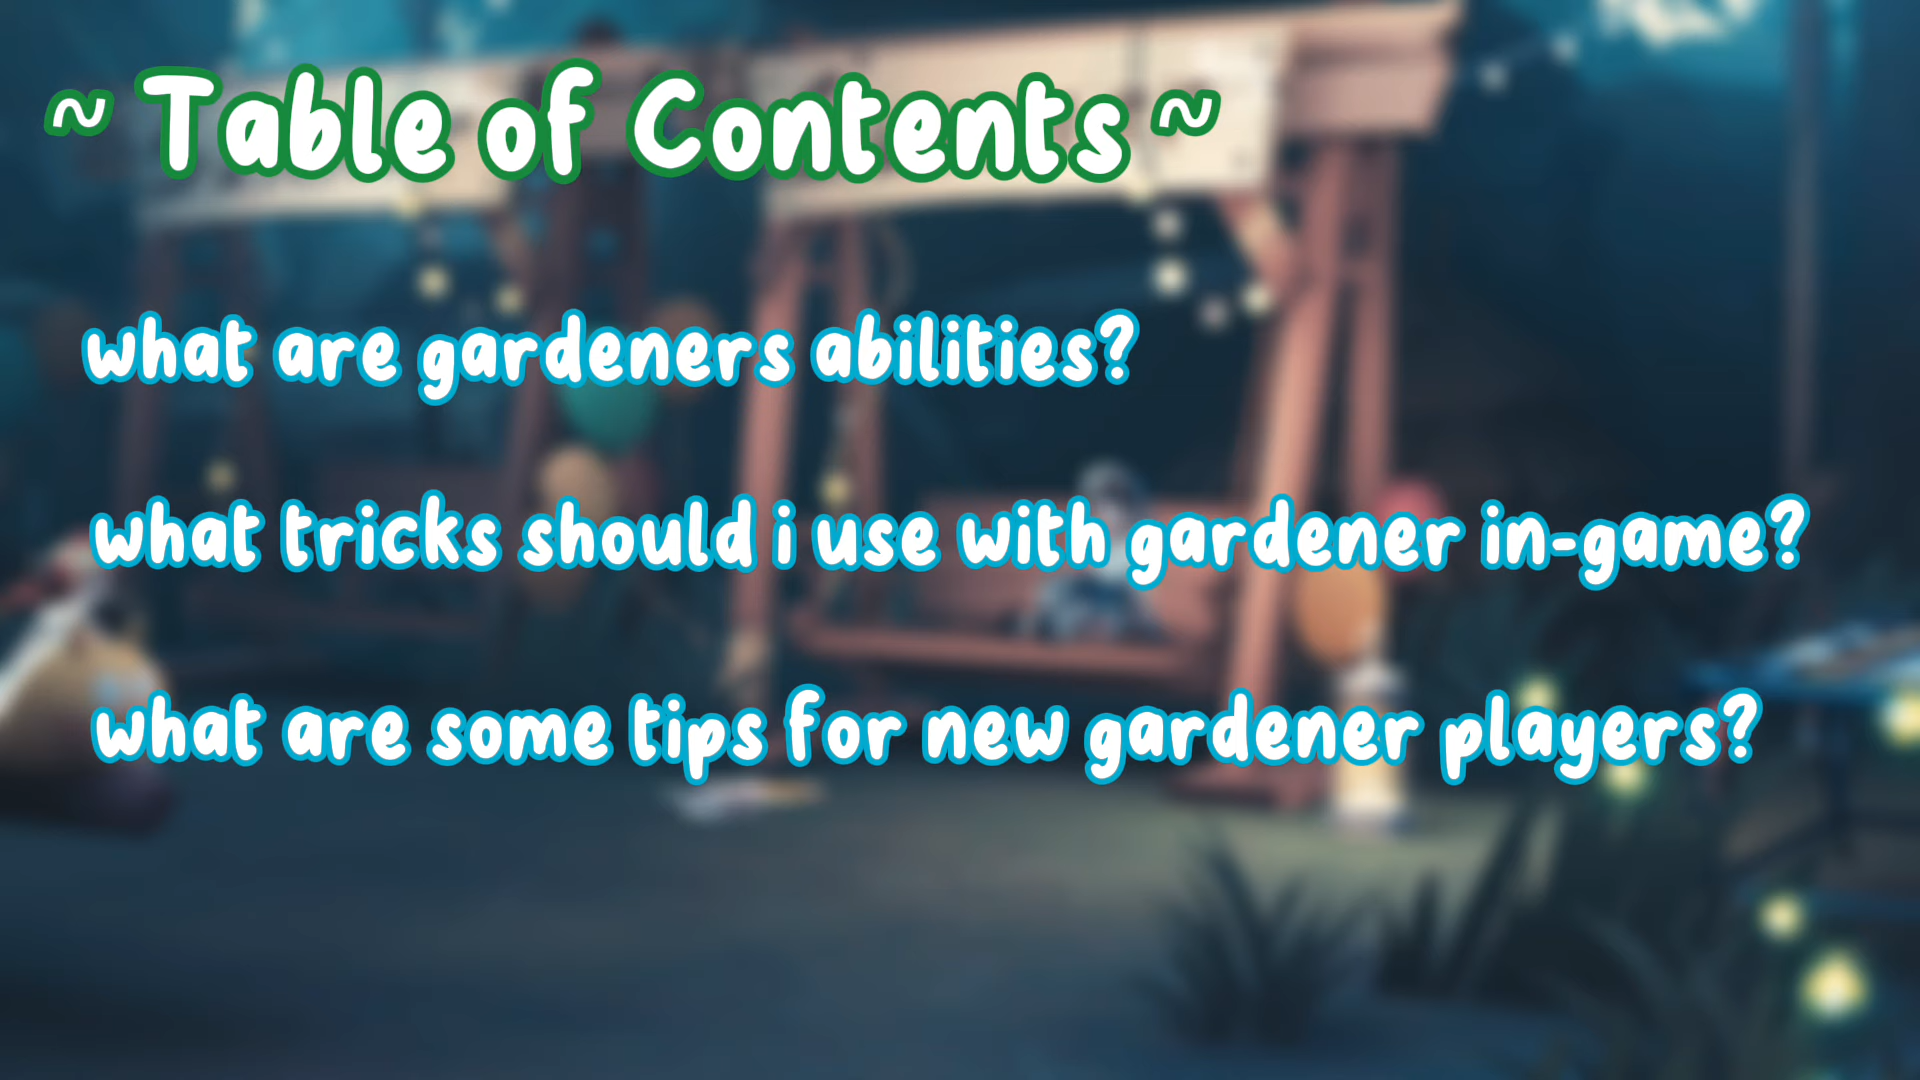 ~ Table of Contents ~
what are gardeners abilities?
what tricks should i use with gardener in-game?
what are some tips for new gardener players?